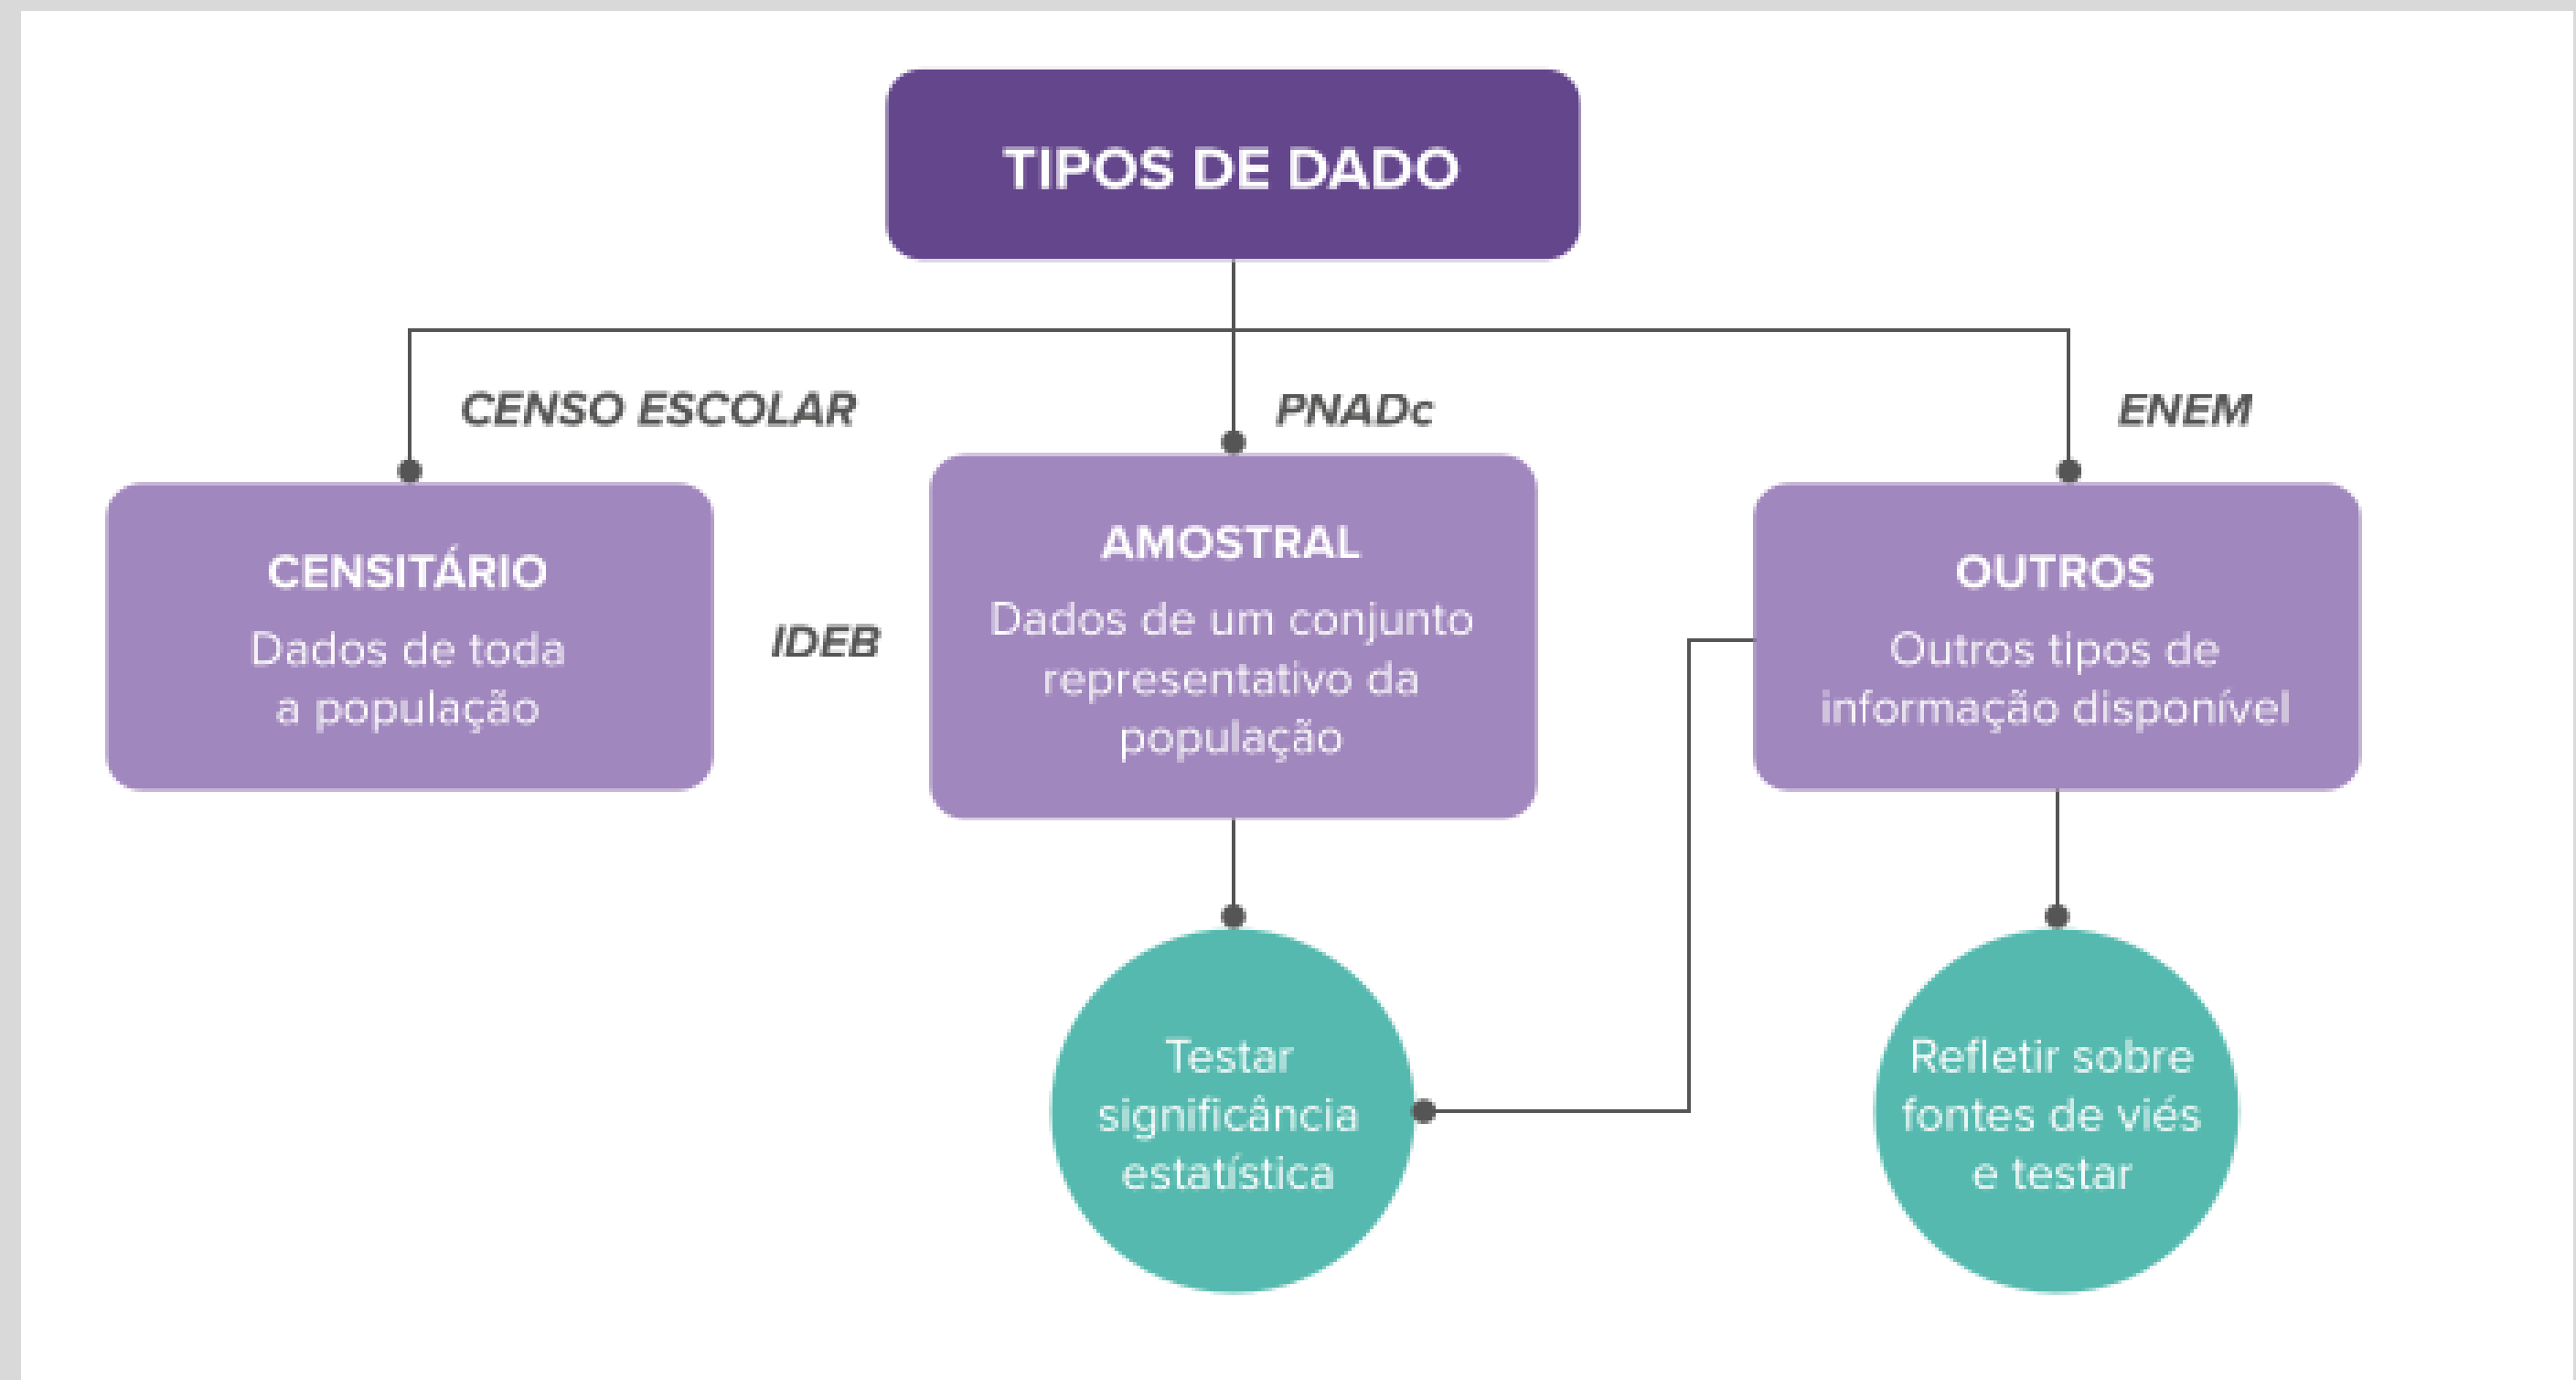 TIPOS DE DADO
CENSO ESCOLAR
PNADc
ENEM
CENSITÁRIO
Dados de toda
a população
IDEB
AMOSTRAL
Dados de um conjunto
representativo da
população
OUTROS
Outros tipos de
informação disponível
Testar
significância
estatística
Refletir sobre
fontes de viés
e testar